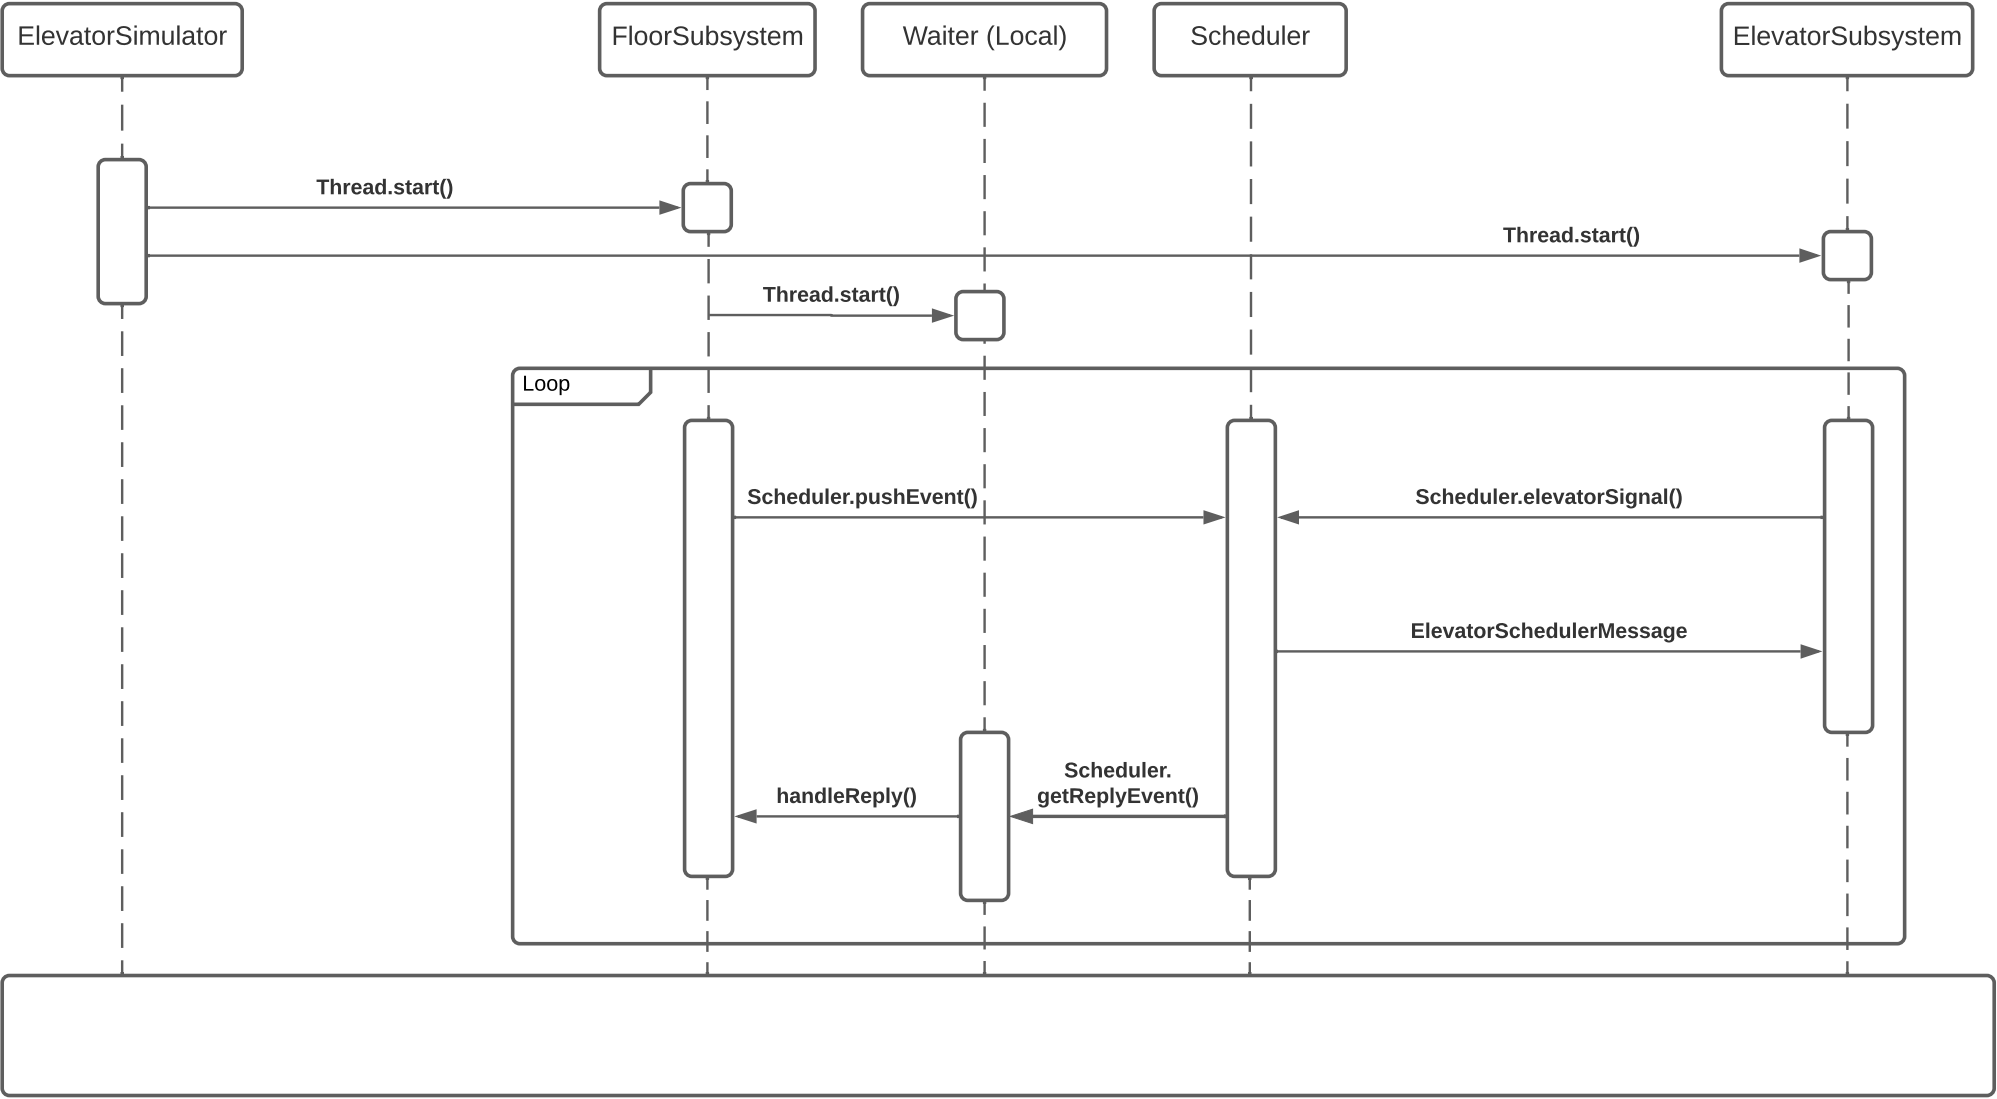 ElevatorSimulator
FloorSubsystem
Waiter (Local)
Scheduler
ElevatorSubsystem
Thread.start()
Thread.start()
Thread.start()
Loop
Scheduler.pushEvent()
Scheduler.elevatorSignal()
ElevatorSchedulerMessage
handleReply()
Scheduler.
getReplyEvent()